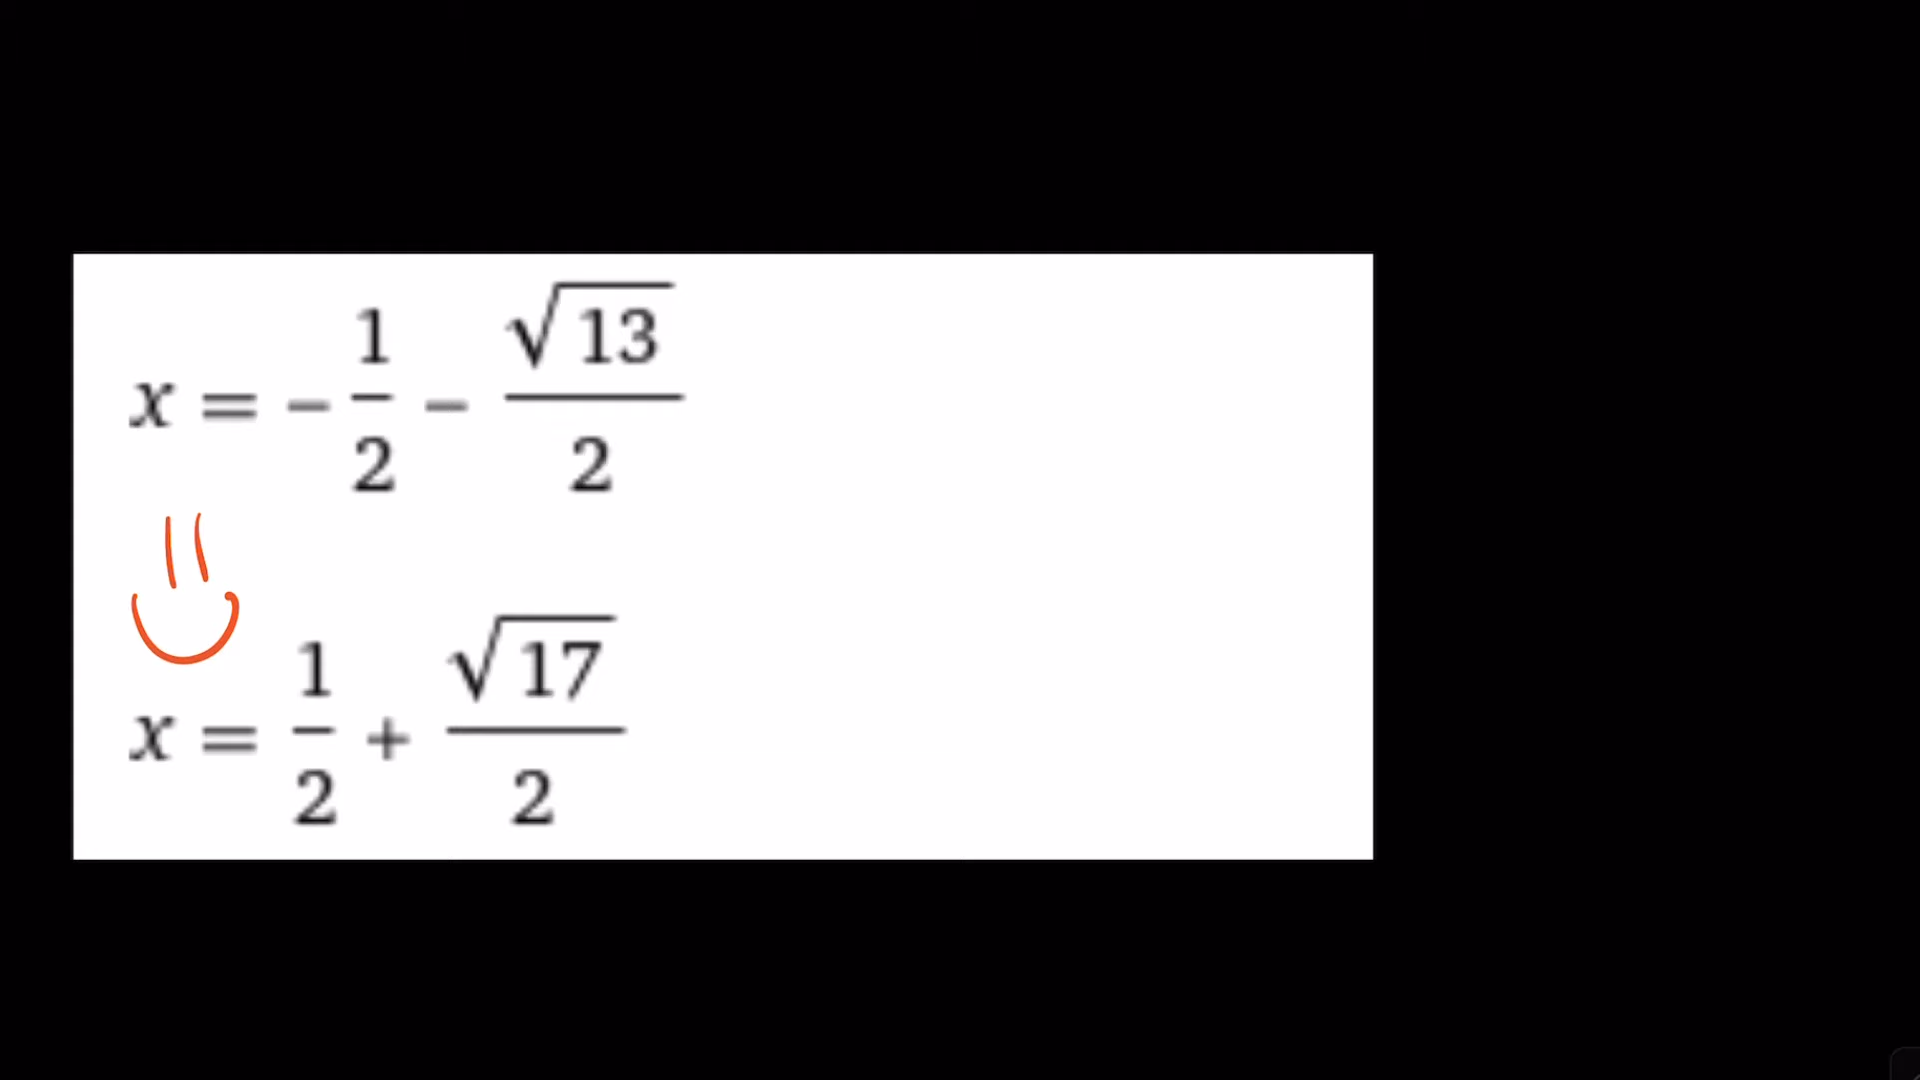 x = - 1/2 - √13/2
x = 1/2 + √17/2